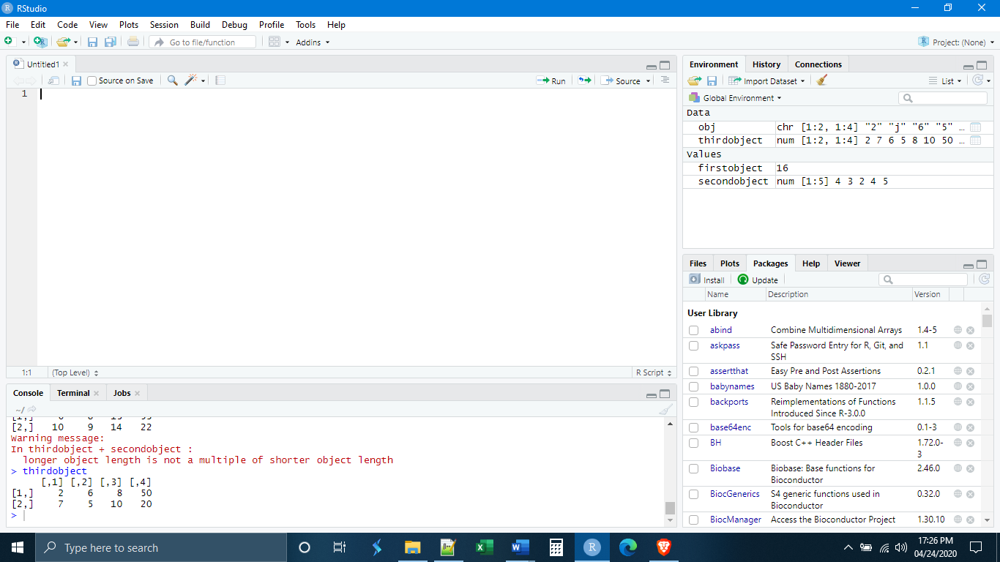 RStudio
File Edit Code View Plots Session Build Debug Profile Tools Help
Go to file/function Addins Project: (None)
Untitled1
Source on Save Run Source
1
1:1 (Top Level) R Script
Console Terminal Jobs
~/
[2,] 10 9 14 22
Warning message:
In thirdobject + secondobject :
longer object length is not a multiple of shorter object length
> thirdobject
[,1] [,2] [,3] [,4]
[1,] 2 6 8 50
[2,] 7 5 10 20
>
Environment History Connections
Import Dataset List
Global Environment
Data
obj chr [1:2, 1:4] "2" "j" "6" "5" …
thirdobject num [1:2, 1:4] 2 7 6 5 8 10 50 …
Values
firstobject 16
secondobject num [1:5] 4 3 2 4 5
Files Plots Packages Help Viewer
Install Update
Name Description Version
User Library
abind Combine Multidimensional Arrays 1.4-5
askpass Safe Password Entry for R, Git, and 1.1
SSH
assertthat Easy Pre and Post Assertions 0.2.1
babynames US Baby Names 1880-2017 1.0.0
backports Reimplementations of Functions 1.1.5
Introduced Since R-3.0.0
base64enc Tools for base64 encoding 0.1-3
BH Boost C++ Header Files 1.72.0-
3
Biobase Biobase: Base functions for 2.46.0
Bioconductor
BiocGenerics S4 generic functions used in 0.32.0
Bioconductor
BiocManager Access the Bioconductor Project 1.30.10
Type here to search
17:26 PM
04/24/2020